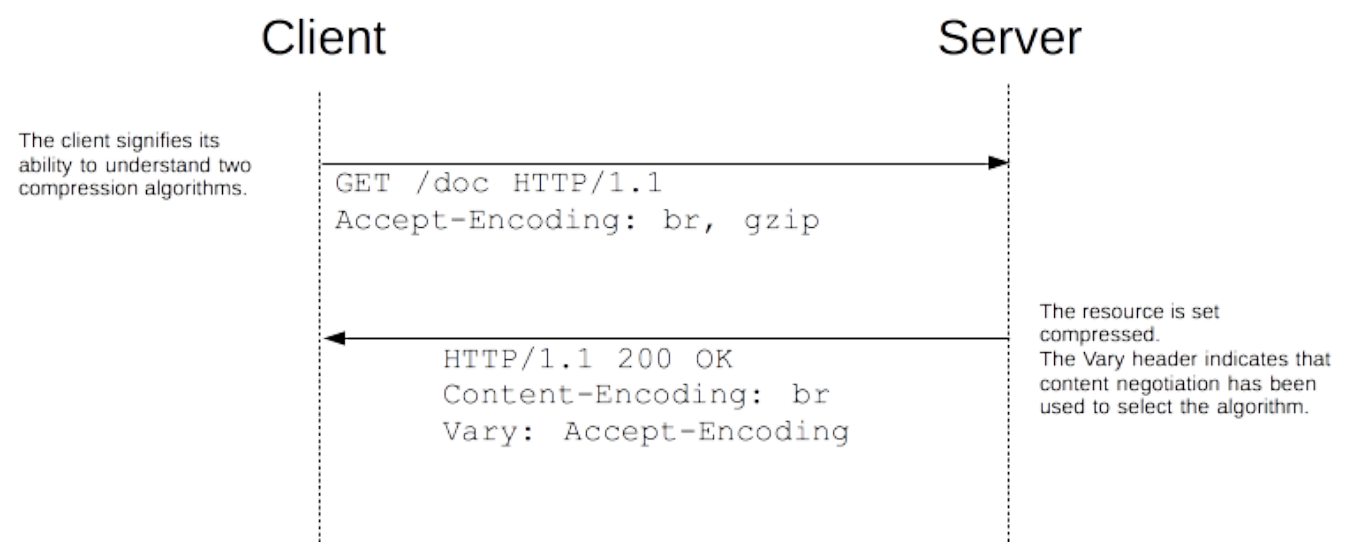 Client
Server
The client signifies its
ability to understand two
compression algorithms.
GET /doc HTTP/1.1
Accept-Encoding: br, gzip
The resource is set
compressed.
The Vary header indicates that
content negotiation has been
used to select the algorithm.
HTTP/1.1 200 OK
Content-Encoding: br
Vary: Accept-Encoding